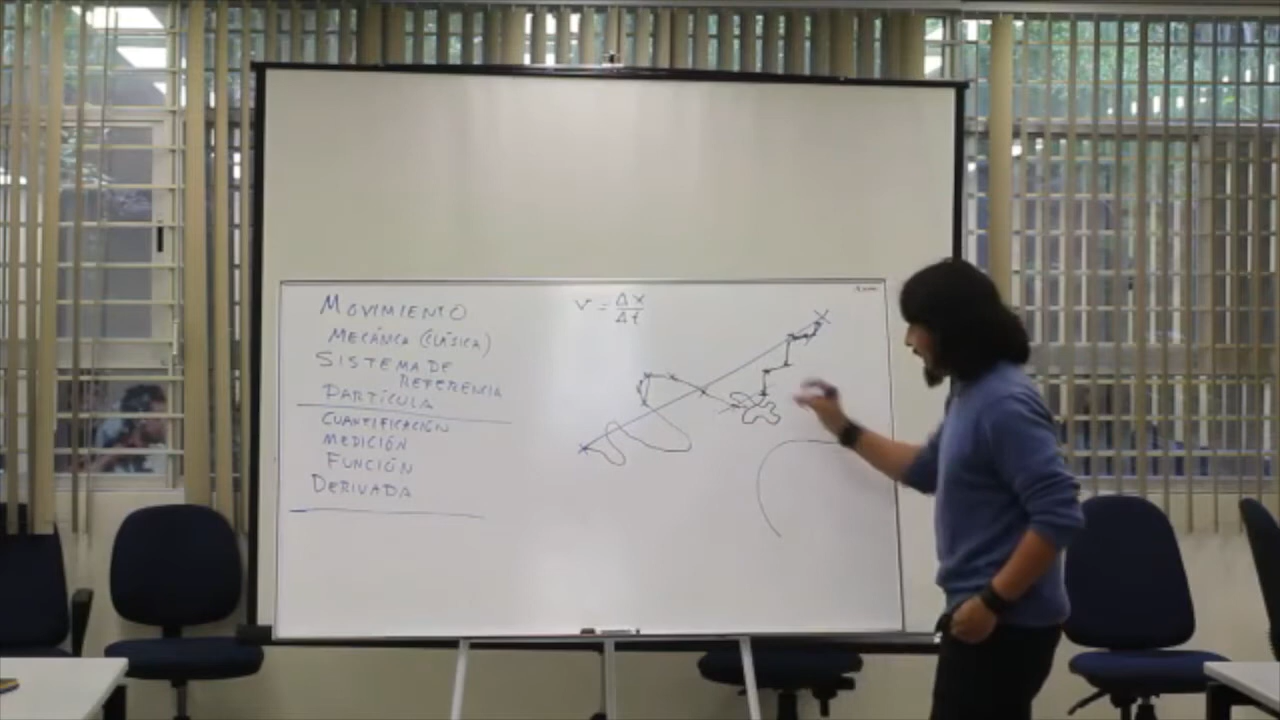 MOVIMIENTO
MECÁNICA (CLÁSICA)
SISTEMA DE
REFERENCIA
PARTÍCULA
CUANTIFICACIÓN
MEDICIÓN
FUNCIÓN
DERIVADA
V = Δx/Δt